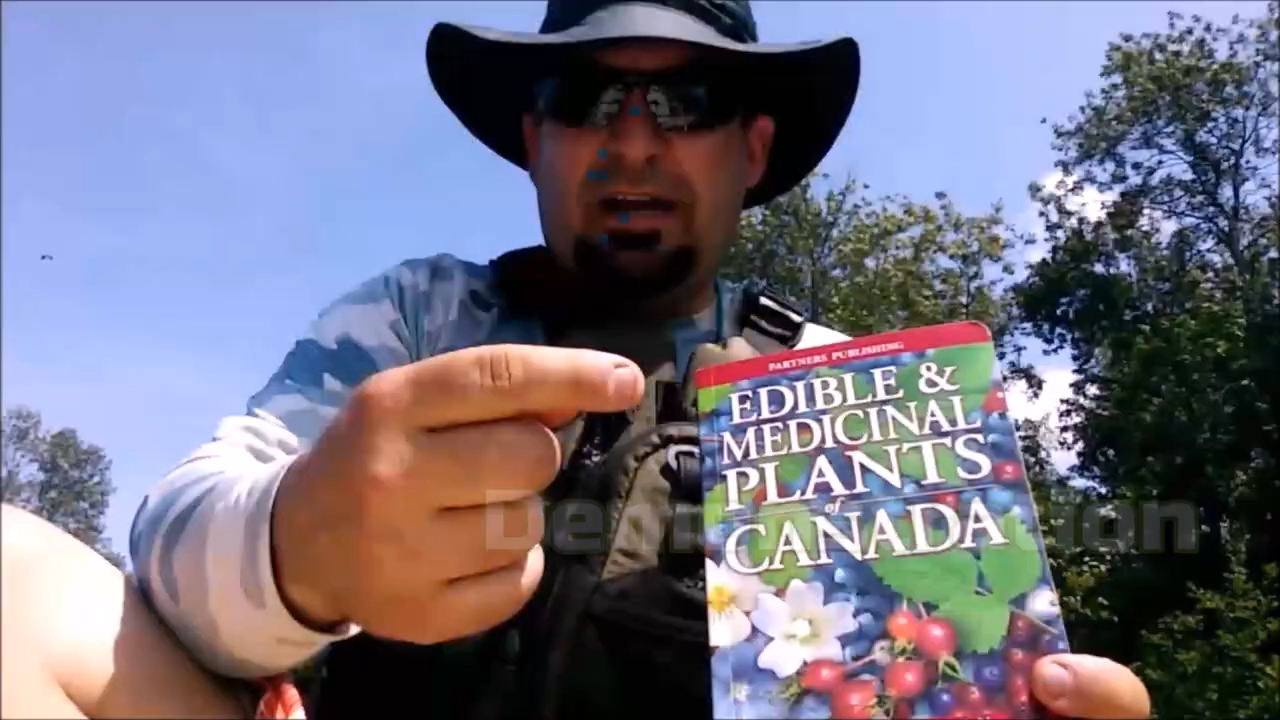 PARTNERS PUBLISHING
EDIBLE &
MEDICINAL
PLANTS
of
CANADA